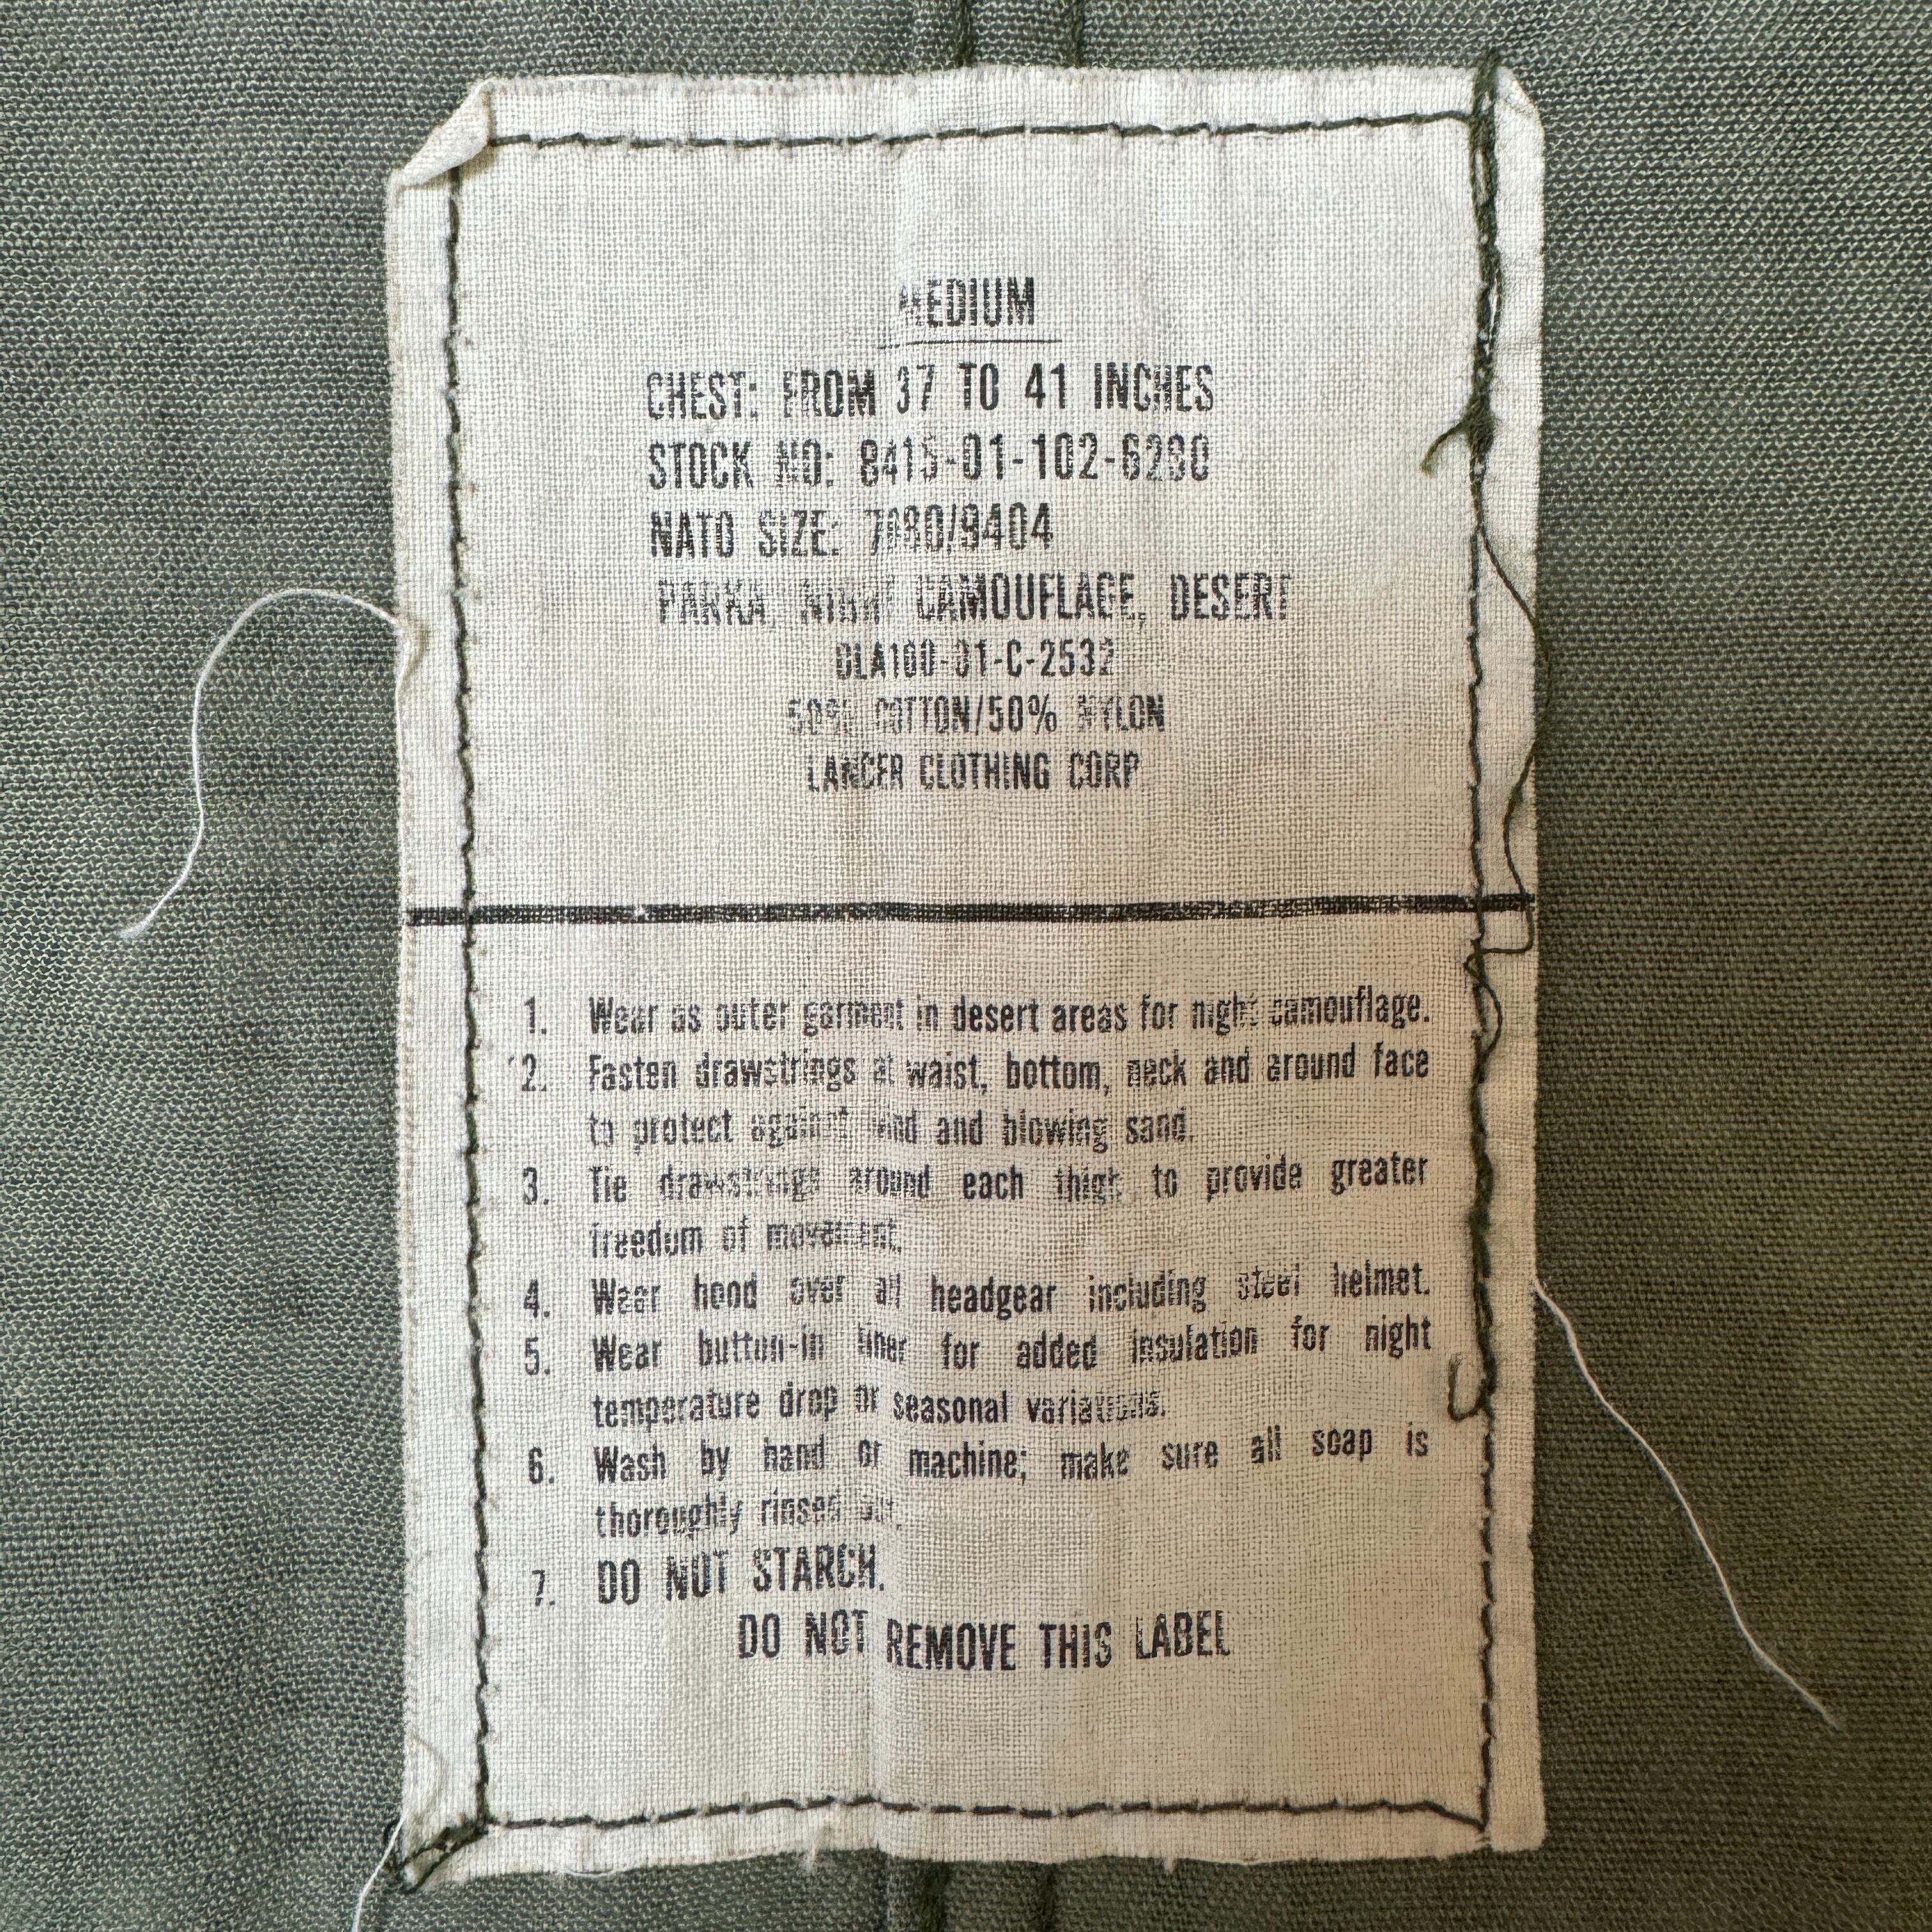 MEDIUM
CHEST: FROM 37 TO 41 INCHES
STOCK NO: 8415-01-102-6290
NATO SIZE: 7080/9404
PARKA, NIGHT CAMOUFLAGE, DESERT
DLA100-81-C-2532
50% COTTON/50% NYLON
LANCER CLOTHING CORP
1. Wear as outer garment in desert areas for night camouflage.
2. Fasten drawstrings at waist, bottom, neck and around face
to protect against wind and blowing sand.
3. Tie drawstrings around each thigh to provide greater
freedom of movement.
4. Wear hood over all headgear including steel helmet.
5. Wear button-in liner for added insulation for night
temperature drop or seasonal variations.
6. Wash by hand or machine; make sure all soap is
thoroughly rinsed out.
7. DO NOT STARCH.
DO NOT REMOVE THIS LABEL